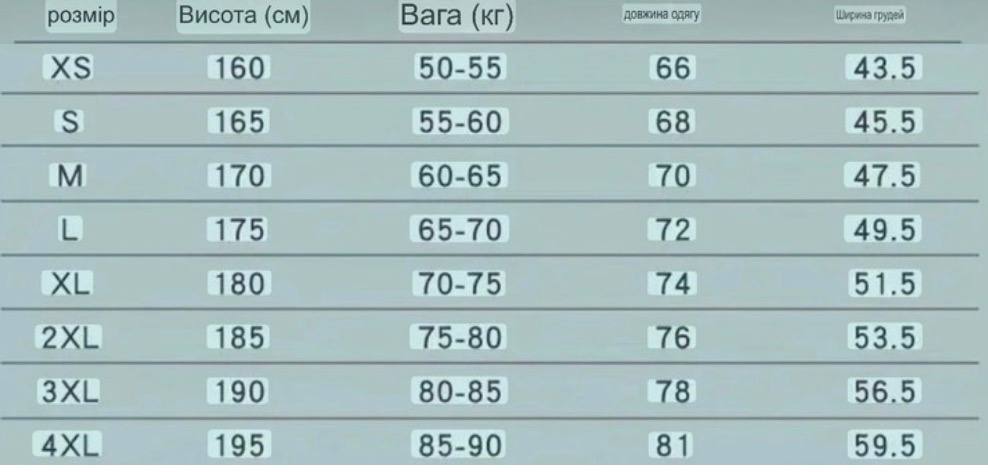 розмір Висота (см) Вага (кг) довжина одягу Ширина грудей
XS 160 50-55 66 43.5
S 165 55-60 68 45.5
M 170 60-65 70 47.5
L 175 65-70 72 49.5
XL 180 70-75 74 51.5
2XL 185 75-80 76 53.5
3XL 190 80-85 78 56.5
4XL 195 85-90 81 59.5